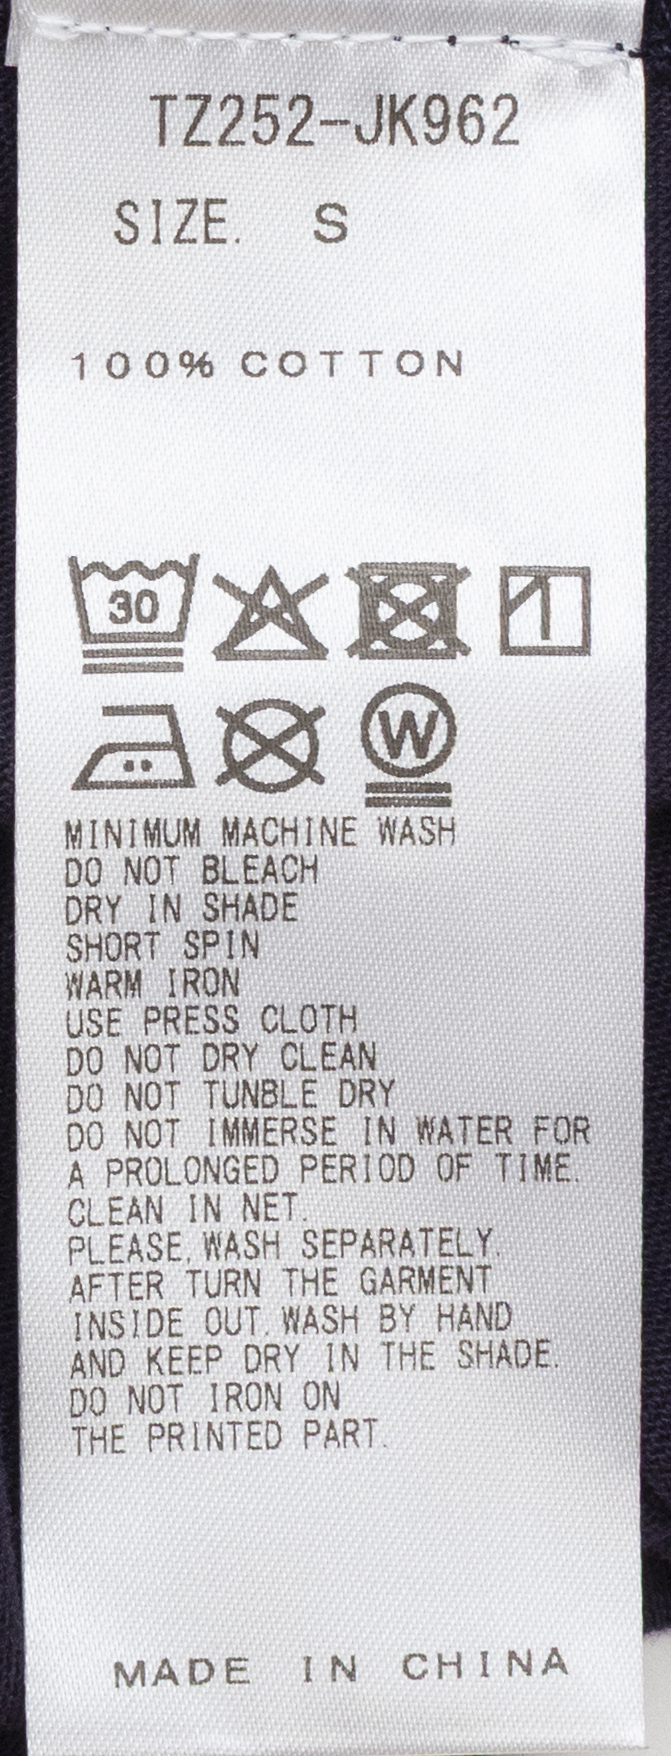 TZ252-JK962
SIZE. S
100% COTTON
30
W
MINIMUM MACHINE WASH
DO NOT BLEACH
DRY IN SHADE
SHORT SPIN
WARM IRON
USE PRESS CLOTH
DO NOT DRY CLEAN
DO NOT TUNBLE DRY
DO NOT IMMERSE IN WATER FOR
A PROLONGED PERIOD OF TIME.
CLEAN IN NET.
PLEASE, WASH SEPARATELY.
AFTER TURN THE GARMENT
INSIDE OUT, WASH BY HAND
AND KEEP DRY IN THE SHADE.
DO NOT IRON ON
THE PRINTED PART.
MADE IN CHINA